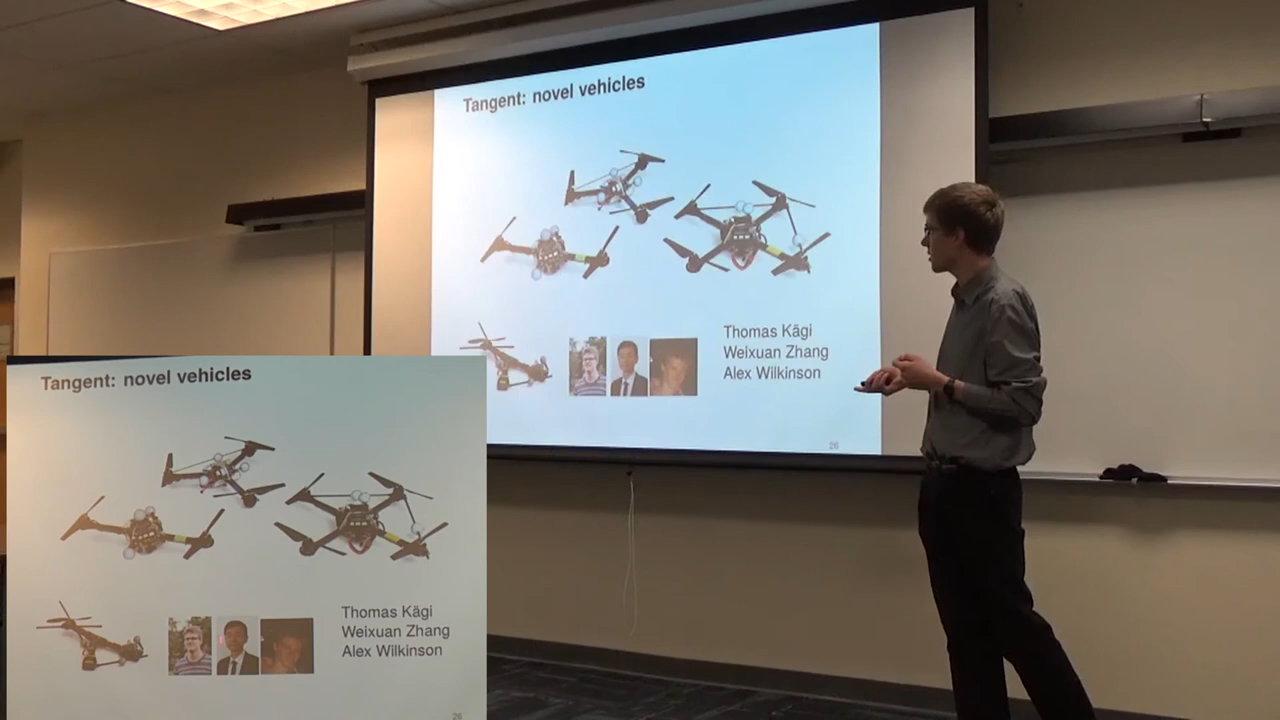 Tangent: novel vehicles
Thomas Kägi
Weixuan Zhang
Alex Wilkinson
26
Tangent: novel vehicles
Thomas Kägi
Weixuan Zhang
Alex Wilkinson
26